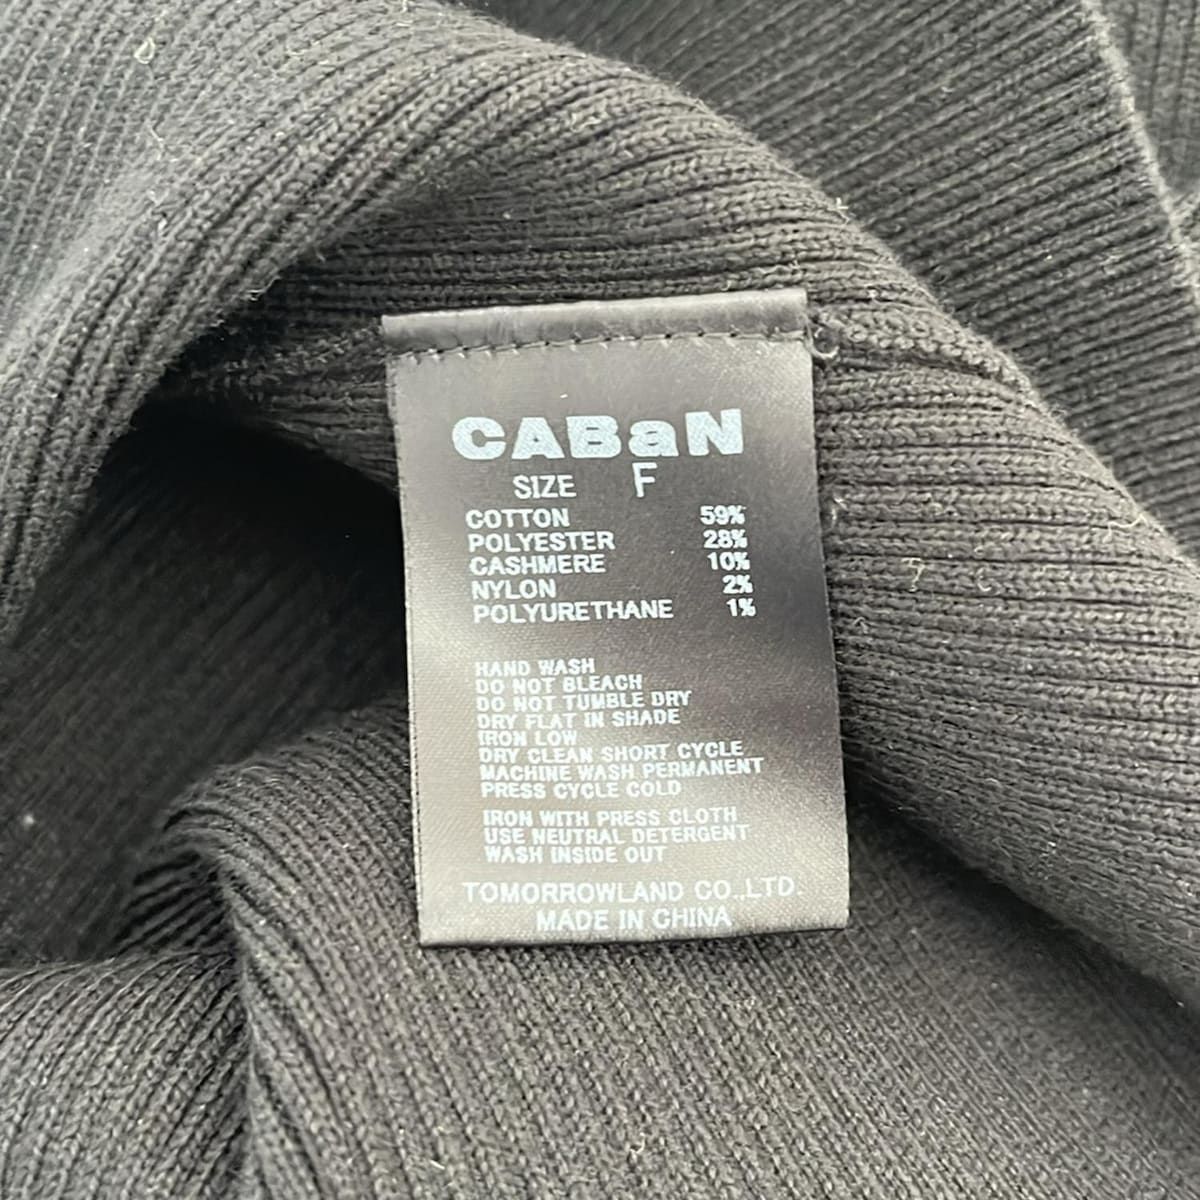 CABaN
SIZE F
COTTON 59%
POLYESTER 28%
CASHMERE 10%
NYLON 2%
POLYURETHANE 1%
HAND WASH
DO NOT BLEACH
DO NOT TUMBLE DRY
DRY FLAT IN SHADE
IRON LOW
DRY CLEAN SHORT CYCLE
MACHINE WASH PERMANENT
PRESS CYCLE COLD
IRON WITH PRESS CLOTH
USE NEUTRAL DETERGENT
WASH INSIDE OUT
TOMORROWLAND CO.,LTD.
MADE IN CHINA